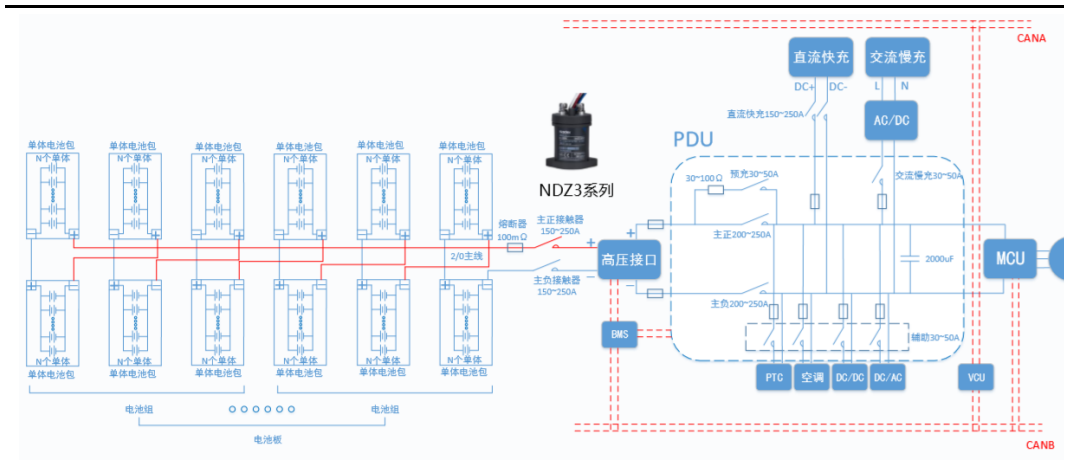 CANA
直流快充
交流慢充
DC+
DC-
L
N
直流快充150~250A
AC/DC
PDU
单体电池包
单体电池包
单体电池包
单体电池包
单体电池包
单体电池包
N个单体
N个单体
N个单体
N个单体
N个单体
N个单体
NDZ3系列
30~100Ω
预充30~50A
交流慢充30~50A
熔断器
100mΩ
主正接触器
150~250A
主正200~250A
2/0主线
高压接口
2000uF
MCU
主负接触器
150~250A
主负200~250A
BMS
辅助30~50A
N个单体
N个单体
N个单体
N个单体
N个单体
N个单体
单体电池包
单体电池包
单体电池包
单体电池包
单体电池包
单体电池包
PTC
空调
DC/DC
DC/AC
VCU
电池组
电池组
电池板
CANB